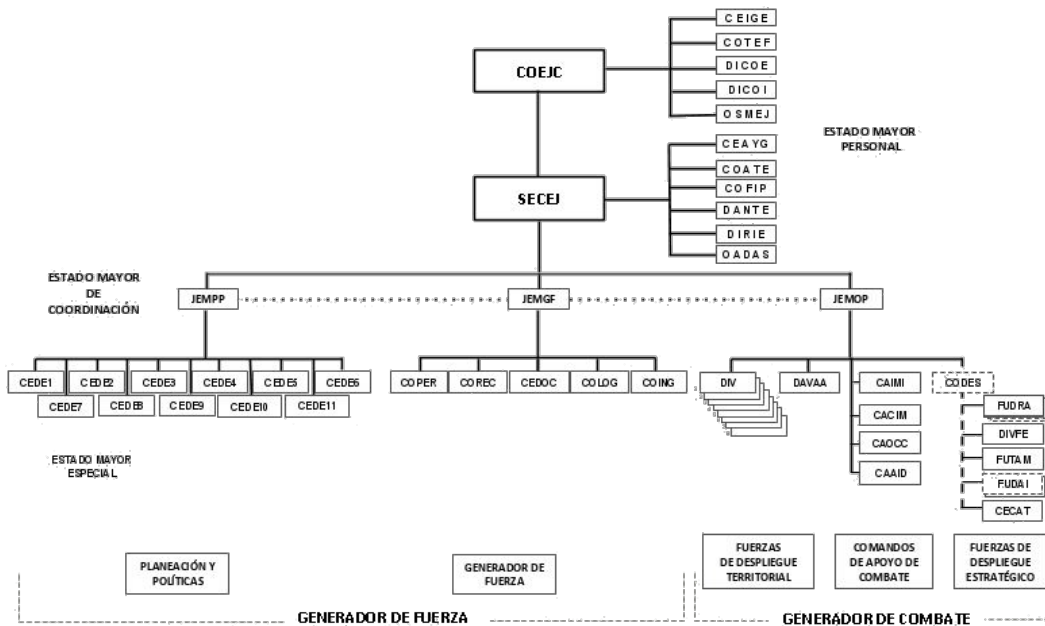 CEIGE
COTEF
DICOE
DICOI
OSMEJ
COEJC
ESTADO MAYOR
PERSONAL
CEAYG
COATE
COFIP
DANTE
DIRIE
OADAS
SECEJ
ESTADO MAYOR
DE
COORDINACIÓN
JEMPP
JEMGF
JEMOP
CEDE1
CEDE2
CEDE3
CEDE4
CEDE5
CEDE6
CEDE7
CEDE8
CEDE9
CEDE10
CEDE11
COPER
COREC
CEDOC
COLOG
COING
DIV
DAVAA
CAIMI
CACIM
CAOCC
CAAID
CODES
FUDRA
DIVFE
FUTAM
FUDAI
CECAT
ESTADO MAYOR
ESPECIAL
PLANEACIÓN Y
POLÍTICAS
GENERADOR DE
FUERZA
FUERZAS
DE DESPLIEGUE
TERRITORIAL
COMANDOS
DE APOYO DE
COMBATE
FUERZAS DE
DESPLIEGUE
ESTRATÉGICO
GENERADOR DE FUERZA
GENERADOR DE COMBATE